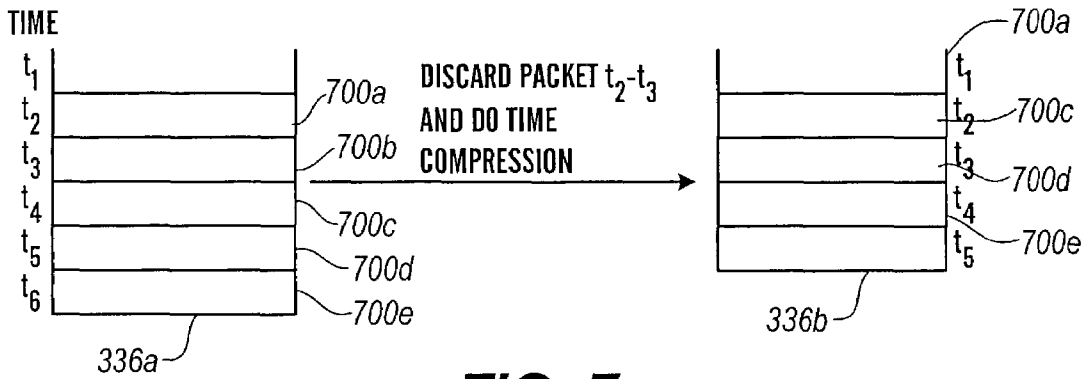 TIME
t1
t2
t3
t4
t5
t6
700a
700b
700c
700d
700e
336a
DISCARD PACKET t2-t3
AND DO TIME
COMPRESSION
700a
t1
t2
700c
t3
700d
t4
700e
t5
336b